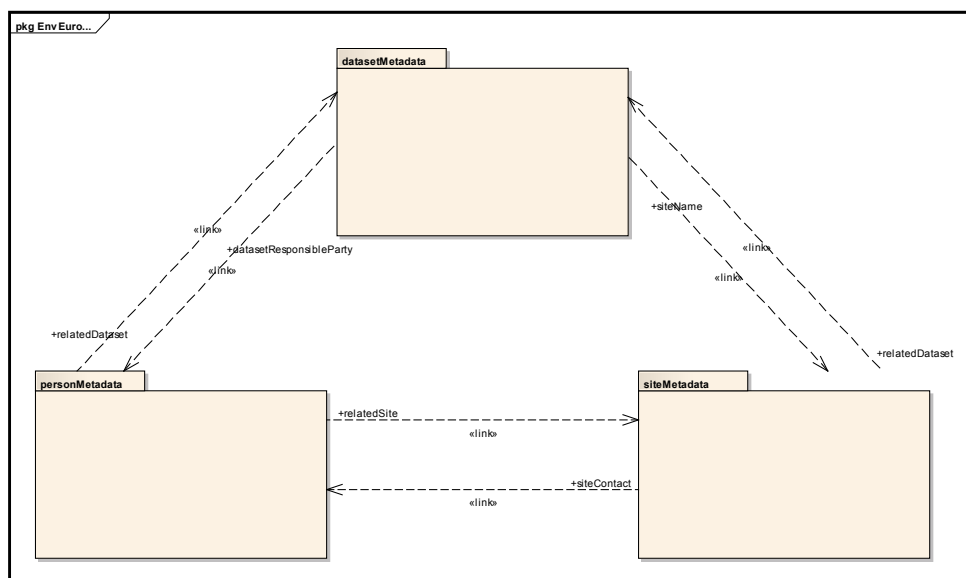 pkg EnvEuro...
datasetMetadata
+siteName
«link»
«link»
+datasetResponsibleParty
«link»
«link»
+relatedDataset
+relatedDataset
personMetadata
siteMetadata
+relatedSite
«link»
+siteContact
«link»